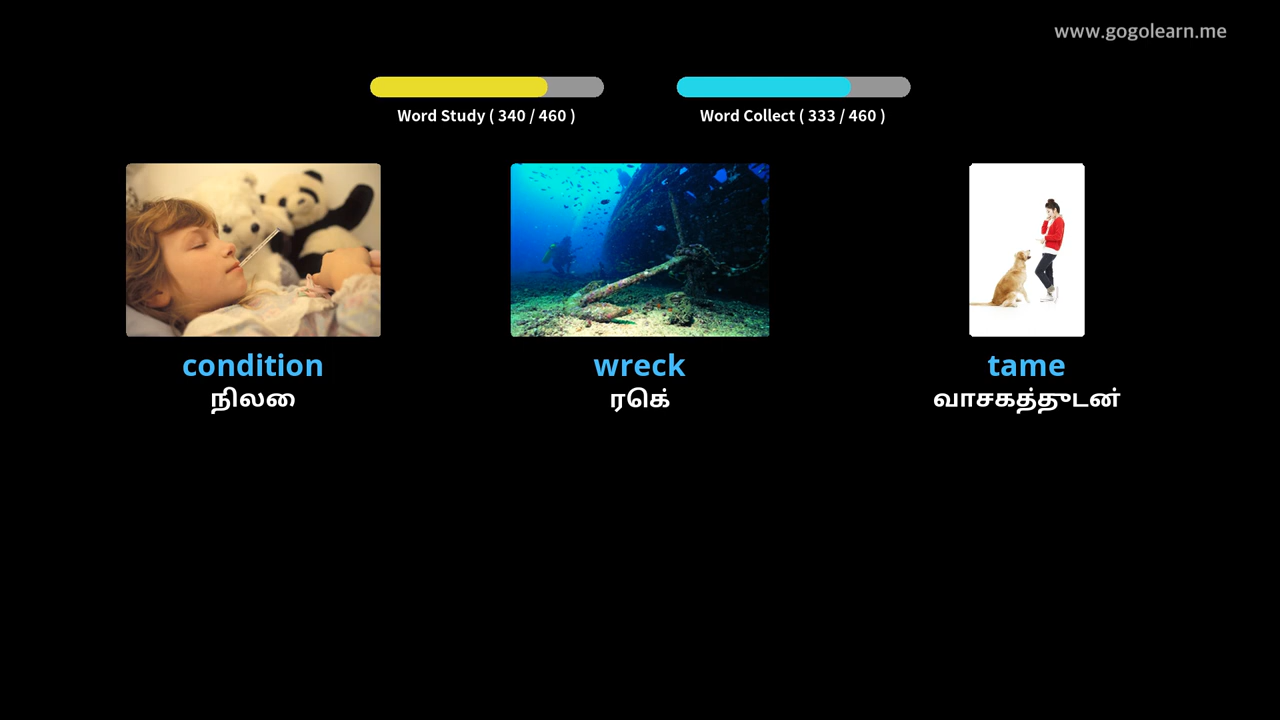 www.gogolearn.me
Word Study ( 340 / 460 )
Word Collect ( 333 / 460 )
condition
நிலை
wreck
ரெக்
tame
வாசகத்துடன்